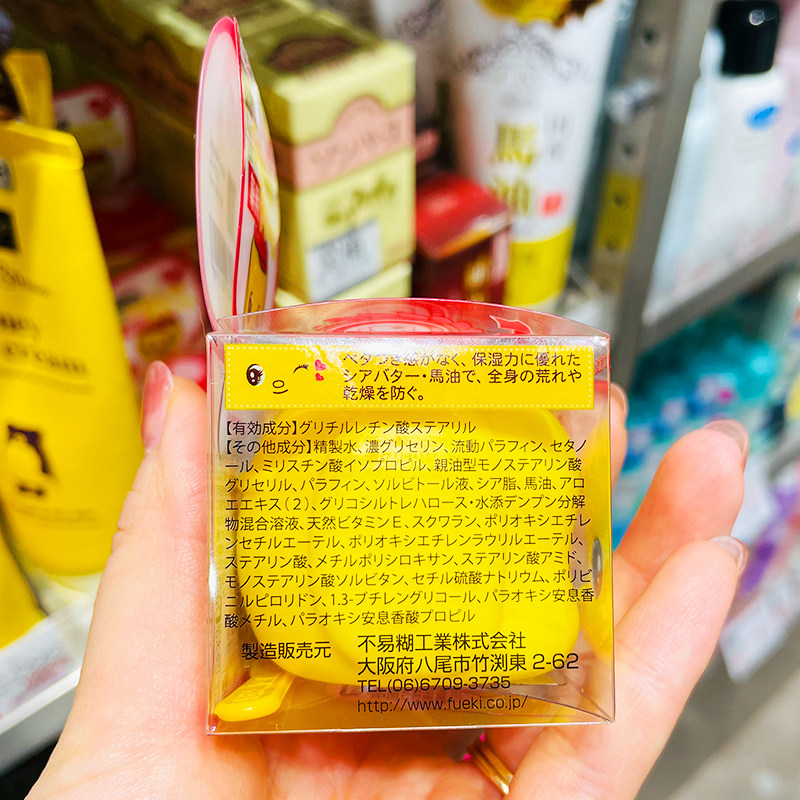 ベタつき感がなく、保湿力に優れた
シアバター・馬油で、全身の荒れや
乾燥を防ぐ。
【有効成分】グリチルレチン酸ステアリル
【その他成分】精製水、濃グリセリン、流動パラフィン、セタノ
ール、ミリスチン酸イソプロピル、親油型モノステアリン酸
グリセリル、パラフィン、ソルビトール液、シア脂、馬油、アロ
エエキス(2)、グリコシルトレハロース・水添デンプン分解
物混合溶液、天然ビタミンE、スクワラン、ポリオキシエチレ
ンセチルエーテル、ポリオキシエチレンラウリルエーテル、
ステアリン酸、メチルポリシロキサン、ステアリン酸アミド、
モノステアリン酸ソルビタン、セチル硫酸ナトリウム、ポリビ
ニルピロリドン、1.3-ブチレングリコール、パラオキシ安息香
酸メチル、パラオキシ安息香酸プロピル
製造販売元 不易糊工業株式会社
大阪府八尾市竹渕東 2-62
TEL(06)6709-3735
http://www.fueki.co.jp/
馬油